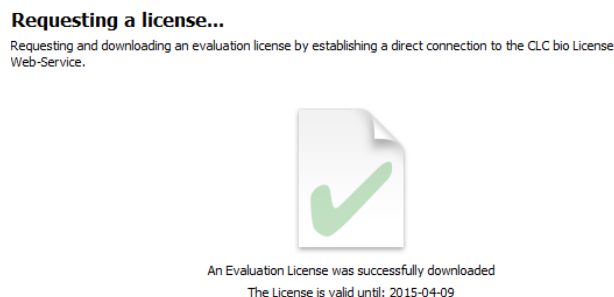 Requesting a license...
Requesting and downloading an evaluation license by establishing a direct connection to the CLC bio License
Web-Service.
An Evaluation License was successfully downloaded
The License is valid until: 2015-04-09